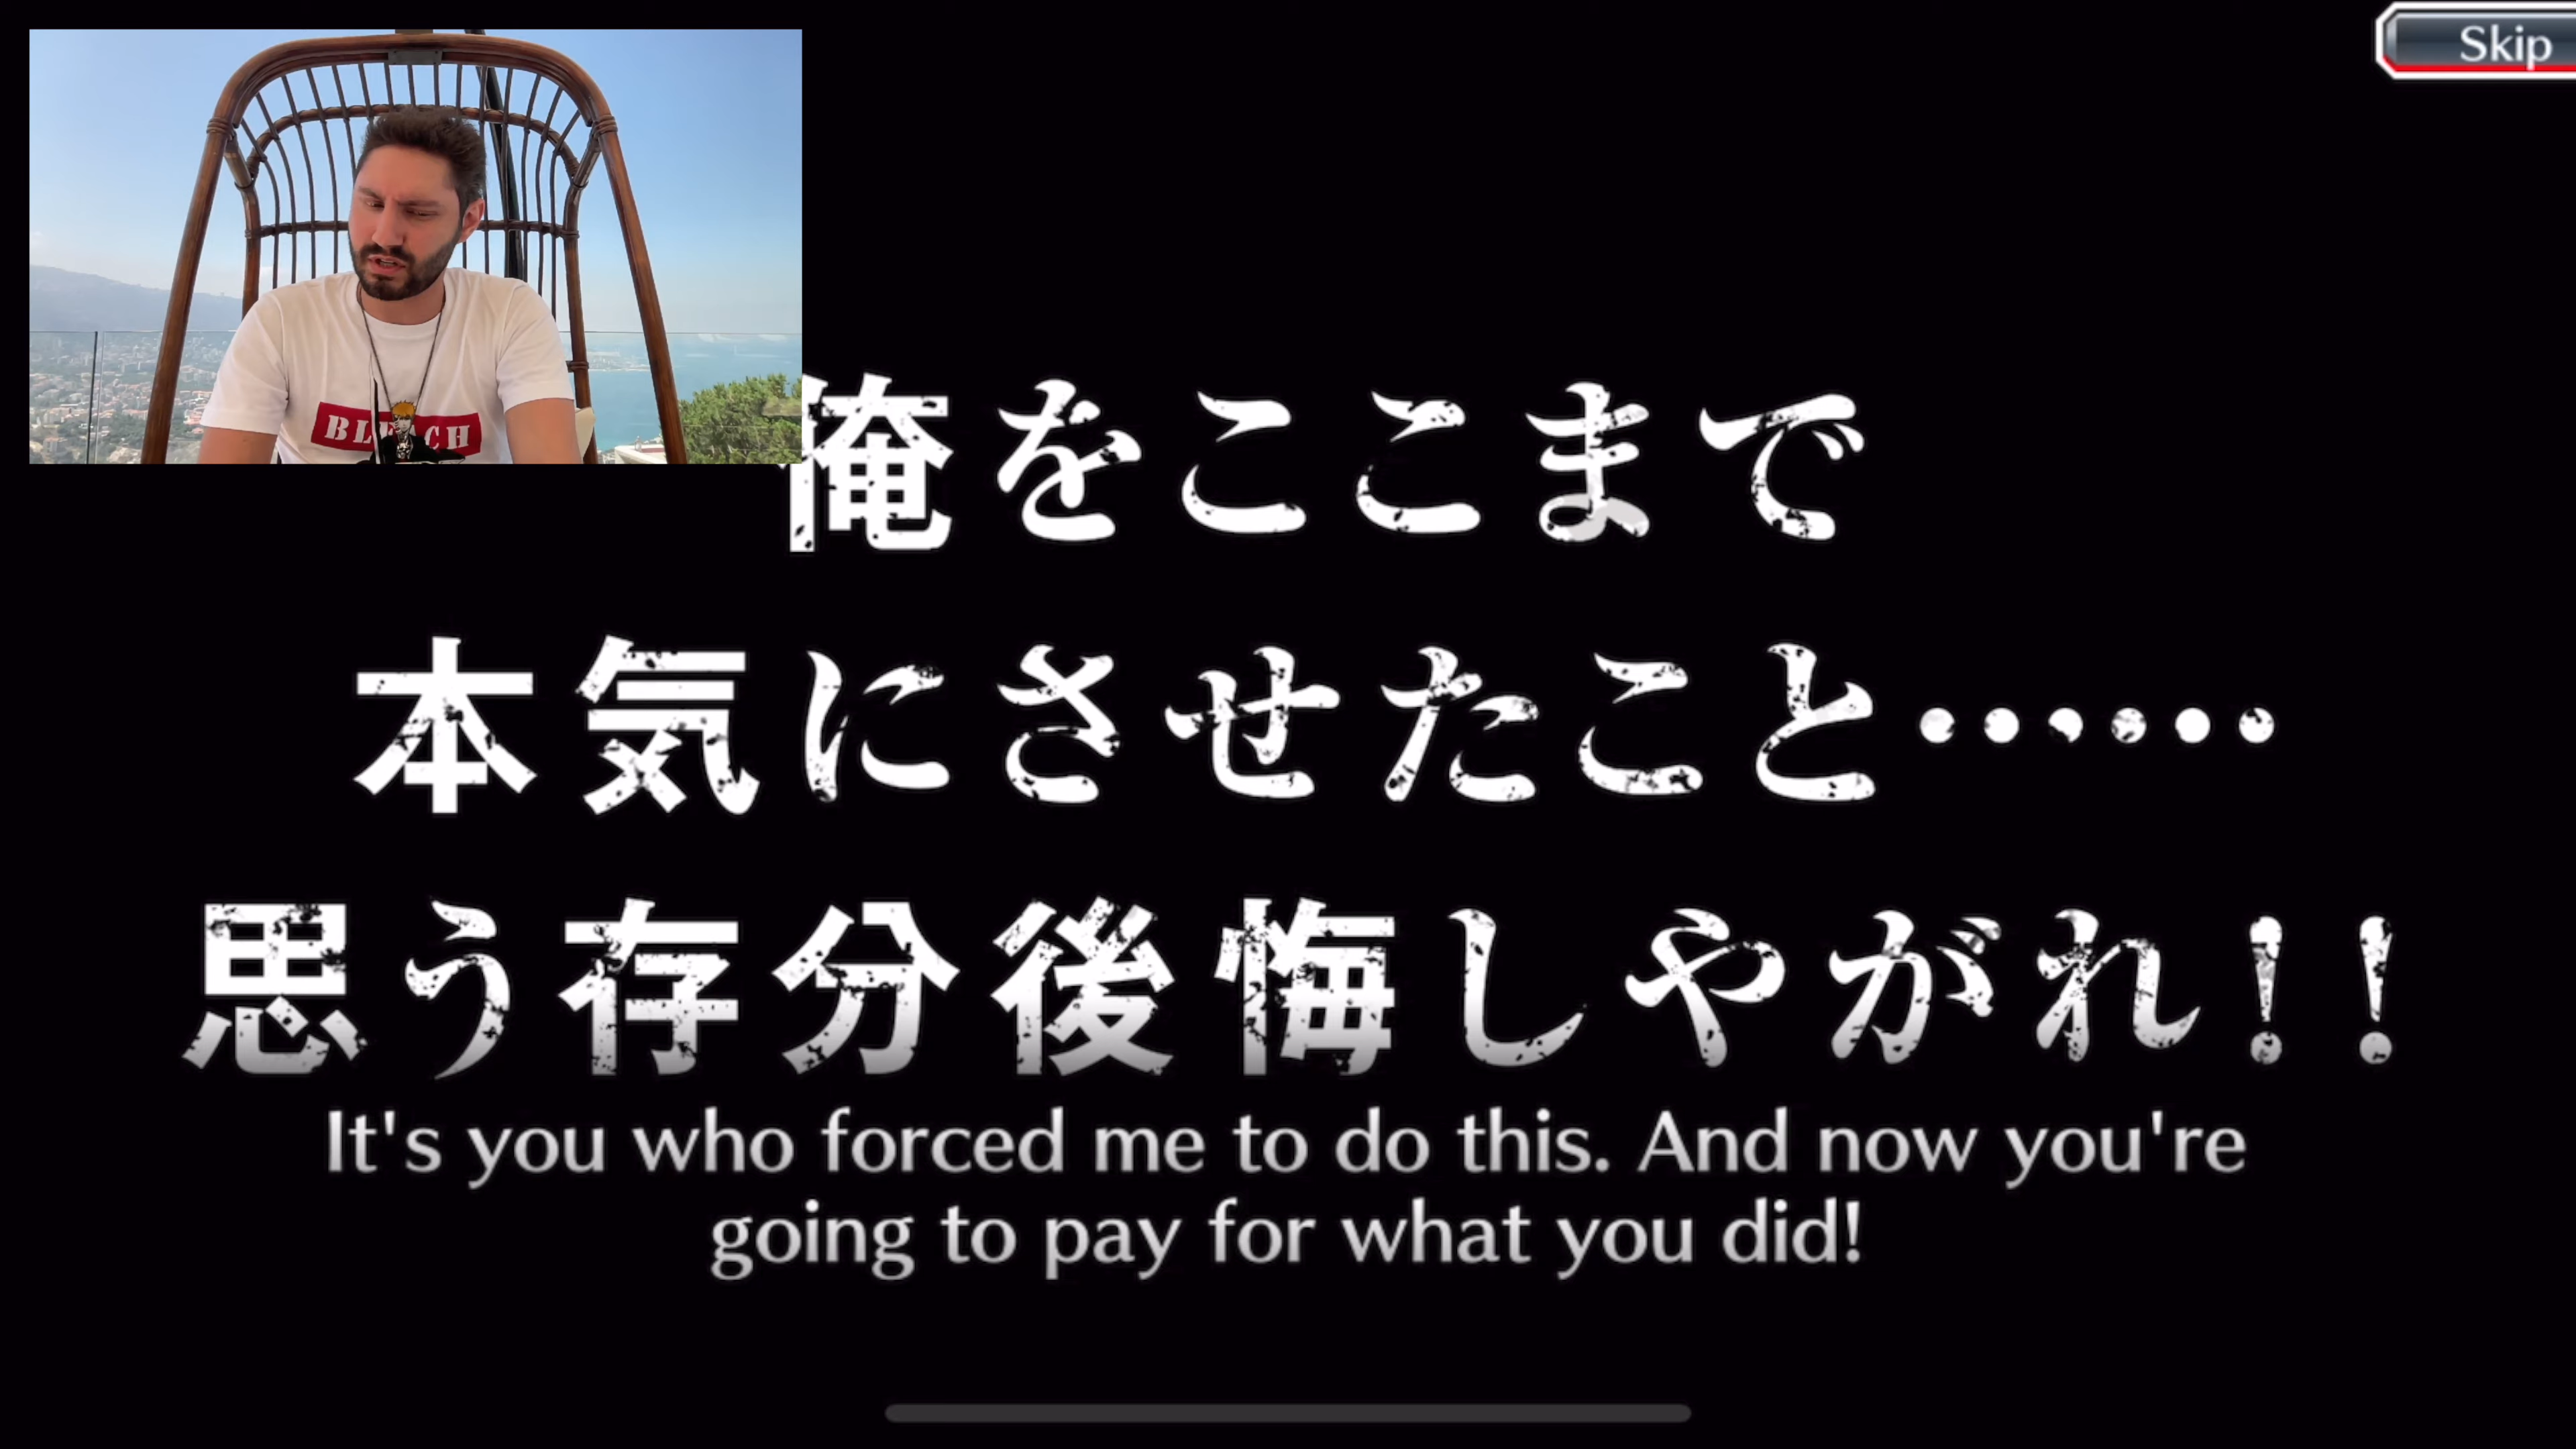 Skip
BLEACH
俺をここまで
本気にさせたこと……
思う存分後悔しやがれ!!
It's you who forced me to do this. And now you're
going to pay for what you did!